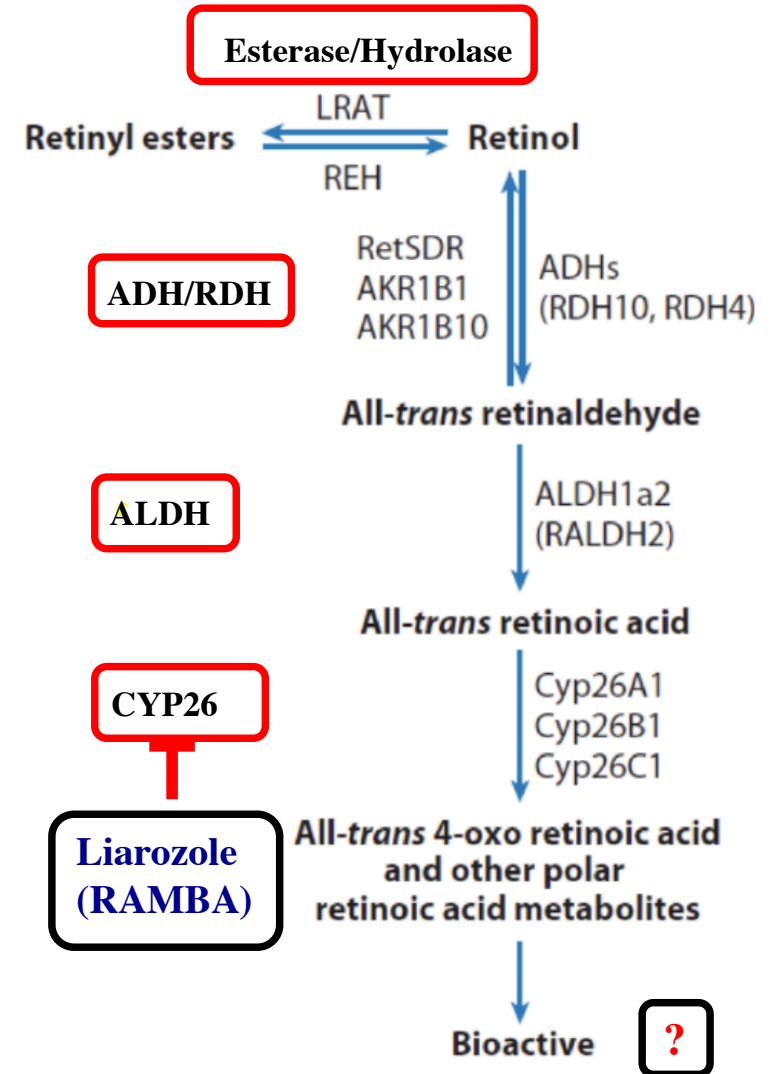 Esterase/Hydrolase
LRAT
Retinyl esters
Retinol
REH
RetSDR
AKR1B1
AKR1B10
ADHs
(RDH10, RDH4)
ADH/RDH
All-trans retinaldehyde
ALDH
ALDH1a2
(RALDH2)
All-trans retinoic acid
CYP26
Cyp26A1
Cyp26B1
Cyp26C1
Liarozole
(RAMBA)
All-trans 4-oxo retinoic acid
and other polar
retinoic acid metabolites
Bioactive
?